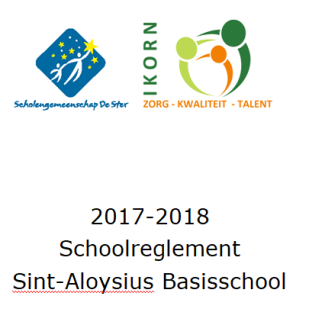 Scholengemeenschap De Ster
IKORN
ZORG - KWALITEIT - TALENT
2017-2018
Schoolreglement
Sint-Aloysius Basisschool